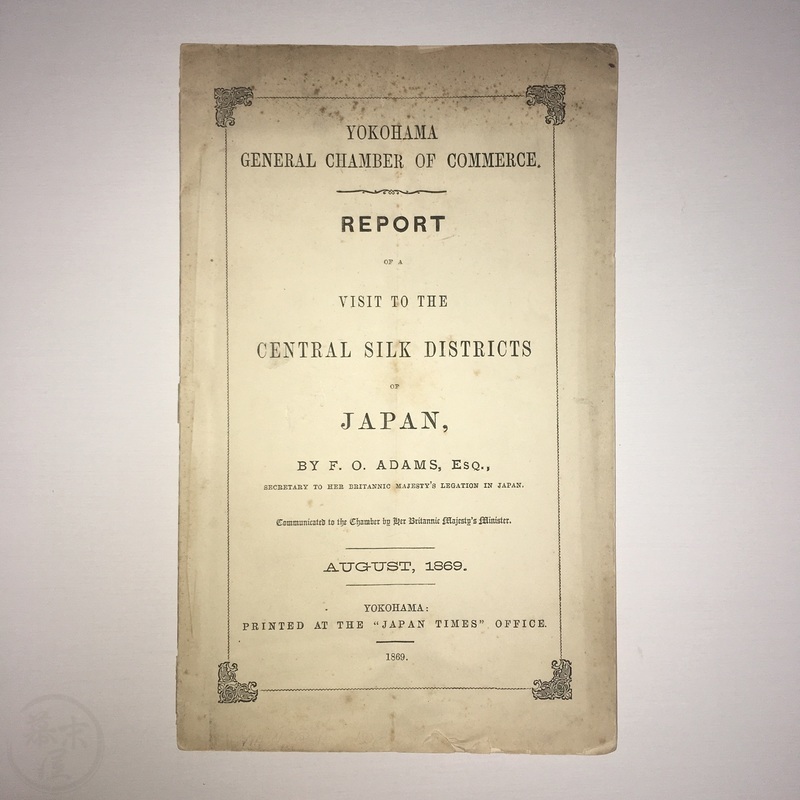 YOKOHAMA
GENERAL CHAMBER OF COMMERCE.
REPORT
OF A
VISIT TO THE
CENTRAL SILK DISTRICTS
OF
JAPAN,
BY F. O. ADAMS, Esq.,
SECRETARY TO HER BRITANNIC MAJESTY'S LEGATION IN JAPAN.
Communicated to the Chamber by Her Britannic Majesty's Minister.
AUGUST, 1869.
YOKOHAMA:
PRINTED AT THE "JAPAN TIMES" OFFICE.
1869.